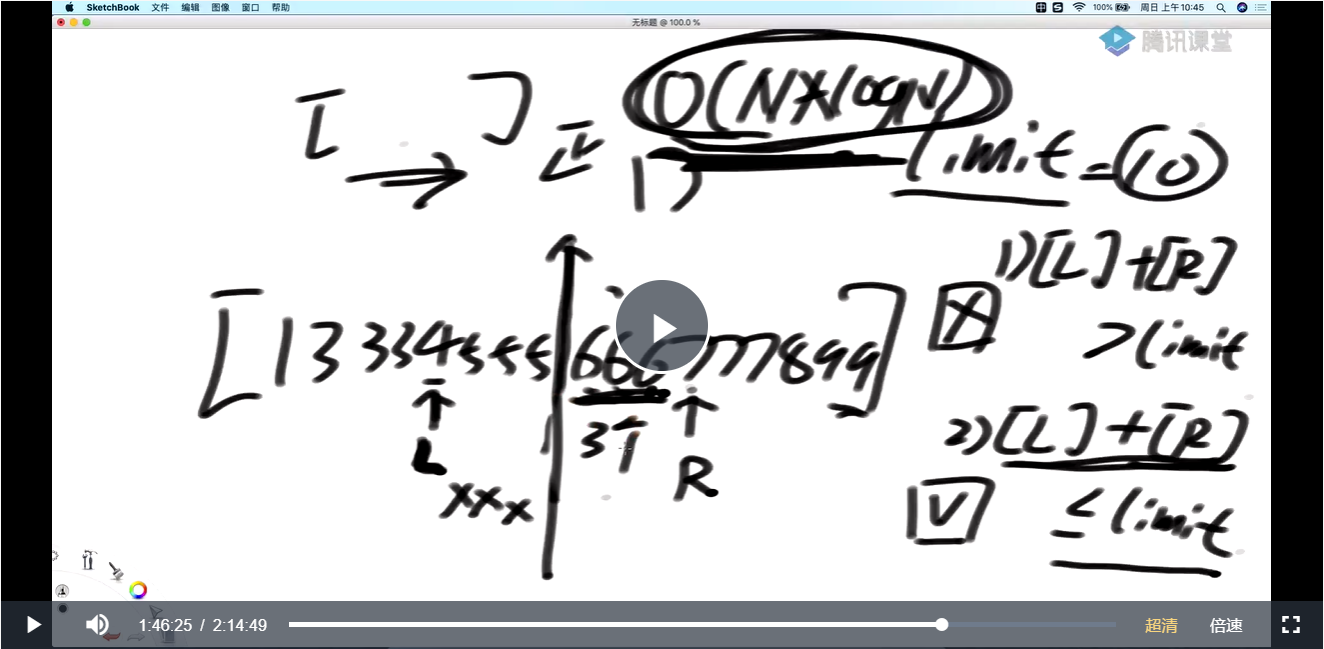 SketchBook 文件 编辑 图像 窗口 帮助 100% 周日 上午10:45
无标题 @ 100.0 %
腾讯课堂
O(N*logN)
limit = 10
1) [L] + [R]
> limit
[1 3 3 3 4 5 5 5 6 6 6 7 7 7 8 9 9]
X
2) [L] + [R]
≤ limit
V
3个
L
R
XXX
1:46:25 / 2:14:49 超清 倍速